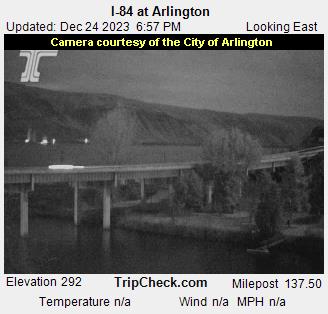 I-84 at Arlington
Updated: Dec 24 2023 6:57 PM Looking East
Camera courtesy of the City of Arlington
Elevation 292 TripCheck.com Milepost 137.50
Temperature n/a Wind n/a MPH n/a